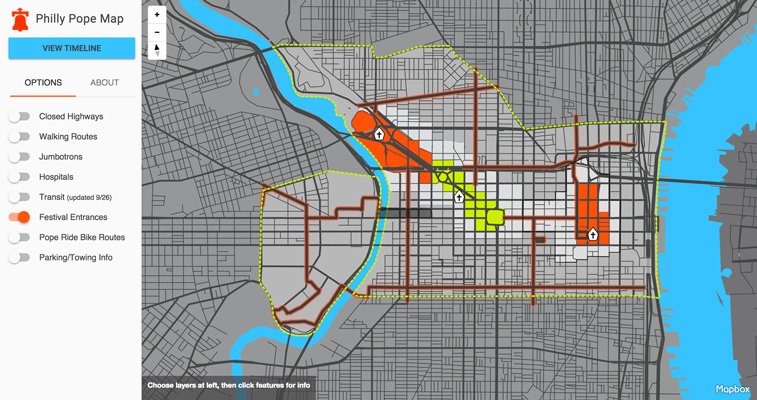 Philly Pope Map
VIEW TIMELINE
OPTIONS ABOUT
Closed Highways
Walking Routes
Jumbotrons
Hospitals
Transit (updated 9/26)
Festival Entrances
Pope Ride Bike Routes
Parking/Towing Info
+
−
Choose layers at left, then click features for info
Mapbox